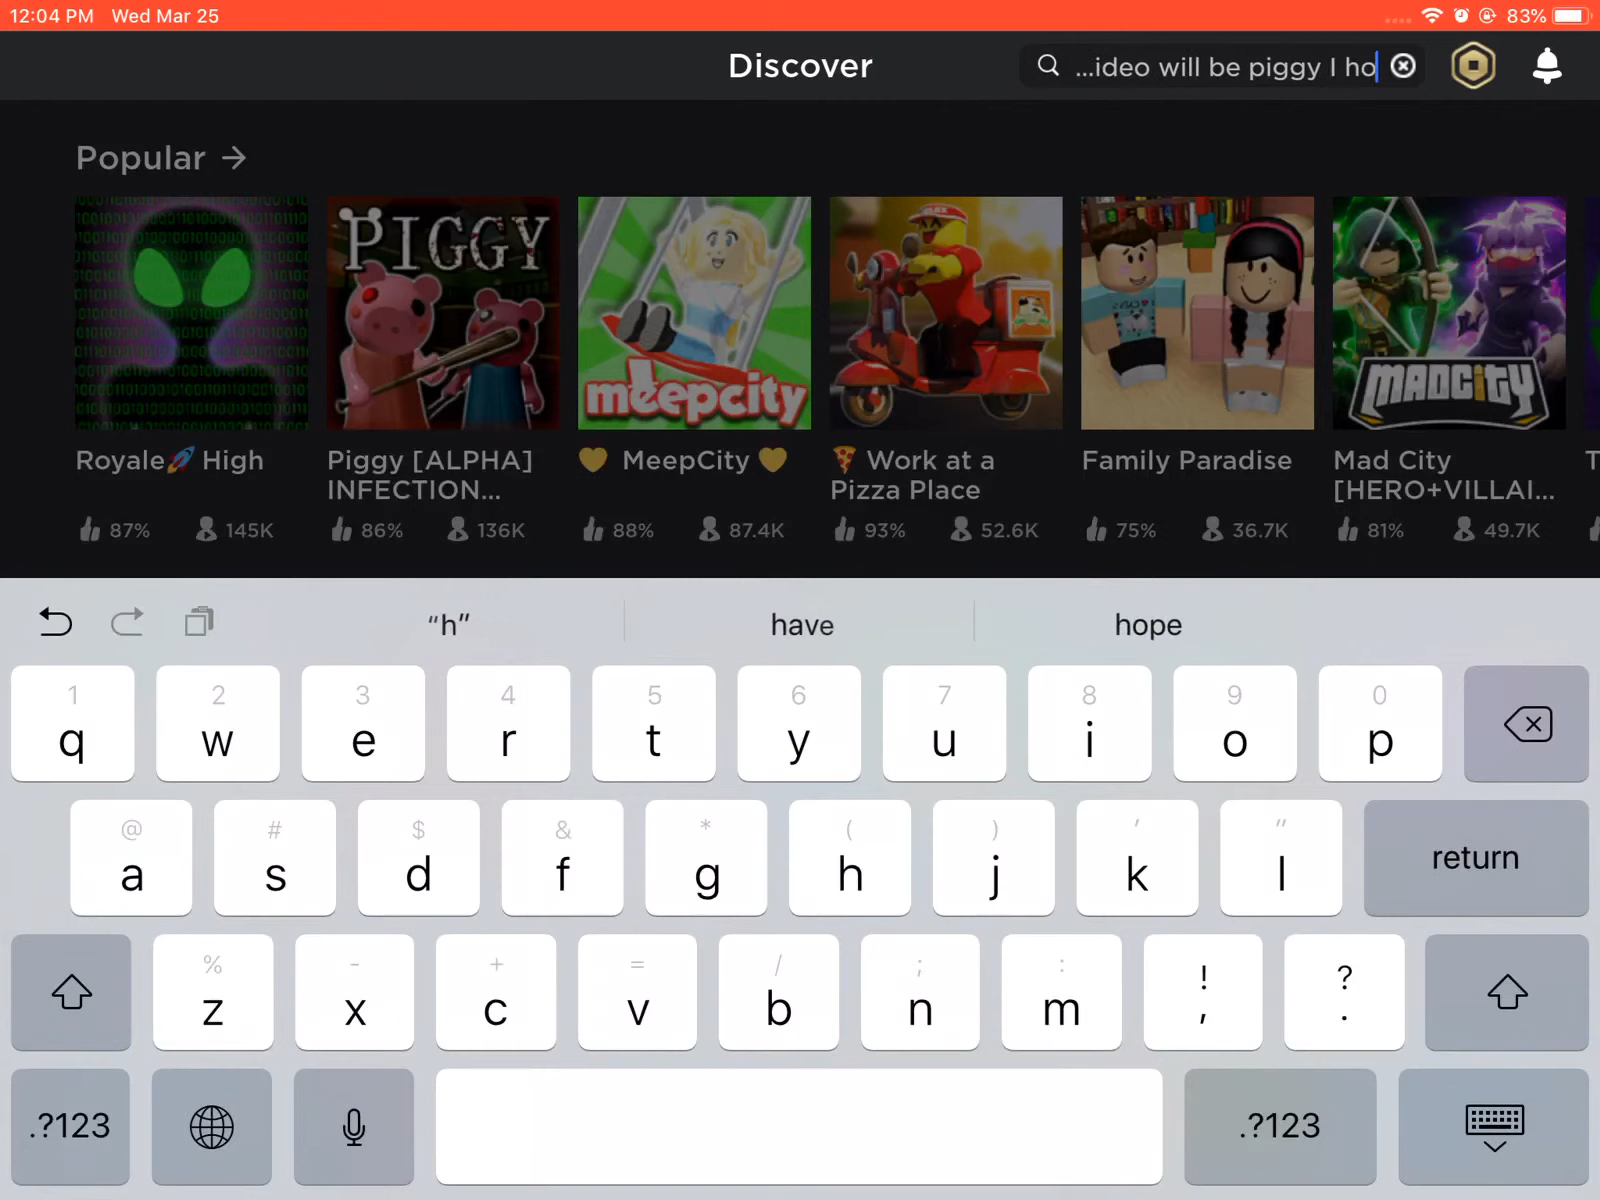 12:04 PM Wed Mar 25 83%
Discover
...ideo will be piggy I ho
Popular →
PIGGY
meepcity
MADCITY
Royale🚀 High
Piggy [ALPHA]
INFECTION...
💛 MeepCity 💛
🍕 Work at a
Pizza Place
Family Paradise
Mad City
[HERO+VILLAI...
T
87% 145K 86% 136K 88% 87.4K 93% 52.6K 75% 36.7K 81% 49.7K
“h” have hope
1 2 3 4 5 6 7 8 9 0
q w e r t y u i o p
@ # $ & * ( ) ' "
a s d f g h j k l return
% - + = / ; : ! ?
z x c v b n m , .
.?123 .?123